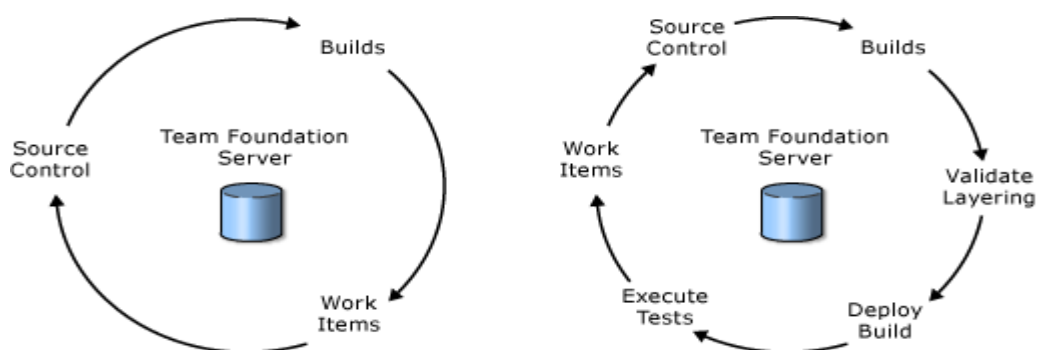 Builds
Source
Control
Team Foundation
Server
Work
Items
Source
Control
Builds
Work
Items
Team Foundation
Server
Validate
Layering
Execute
Tests
Deploy
Build